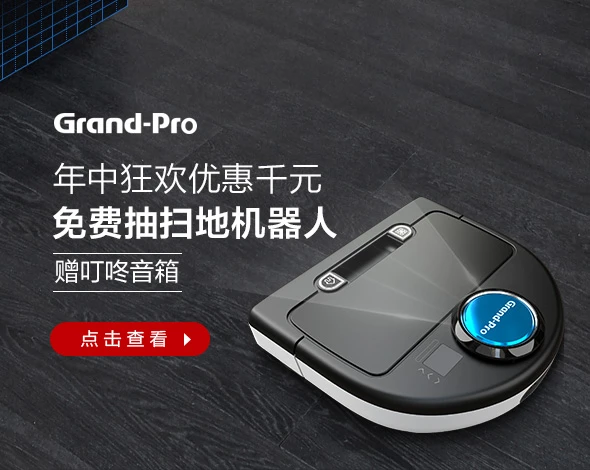 Grand-Pro
年中狂欢优惠千元
免费抽扫地机器人
赠叮咚音箱
点击查看
Grand-Pro